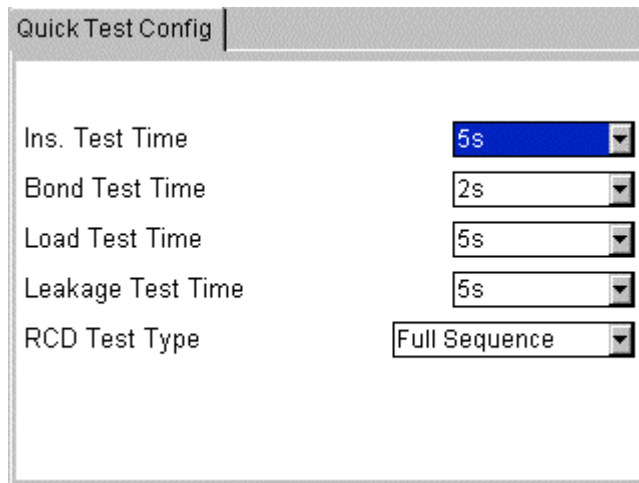 Quick Test Config
Ins. Test Time 5s
Bond Test Time 2s
Load Test Time 5s
Leakage Test Time 5s
RCD Test Type Full Sequence